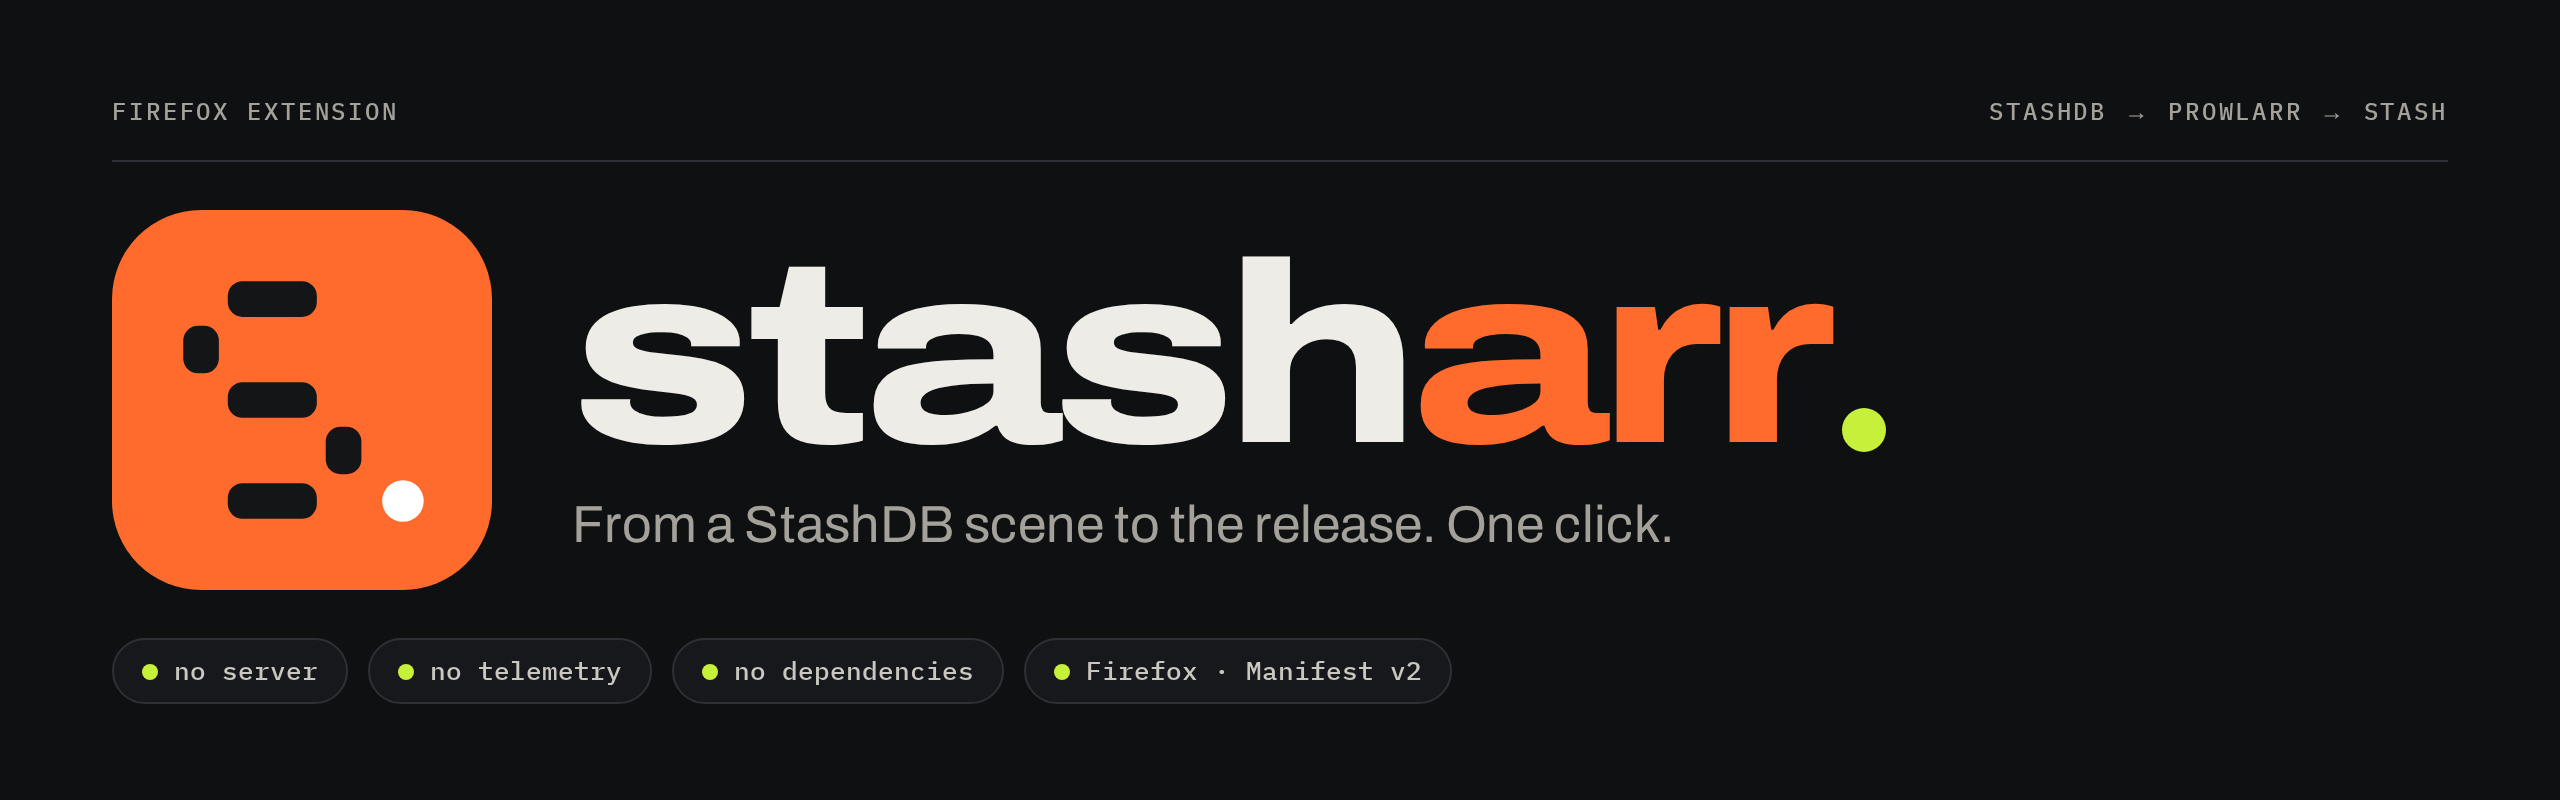 FIREFOX EXTENSION
STASHDB → PROWLARR → STASH
stasharr.
From a StashDB scene to the release. One click.
no server
no telemetry
no dependencies
Firefox · Manifest v2